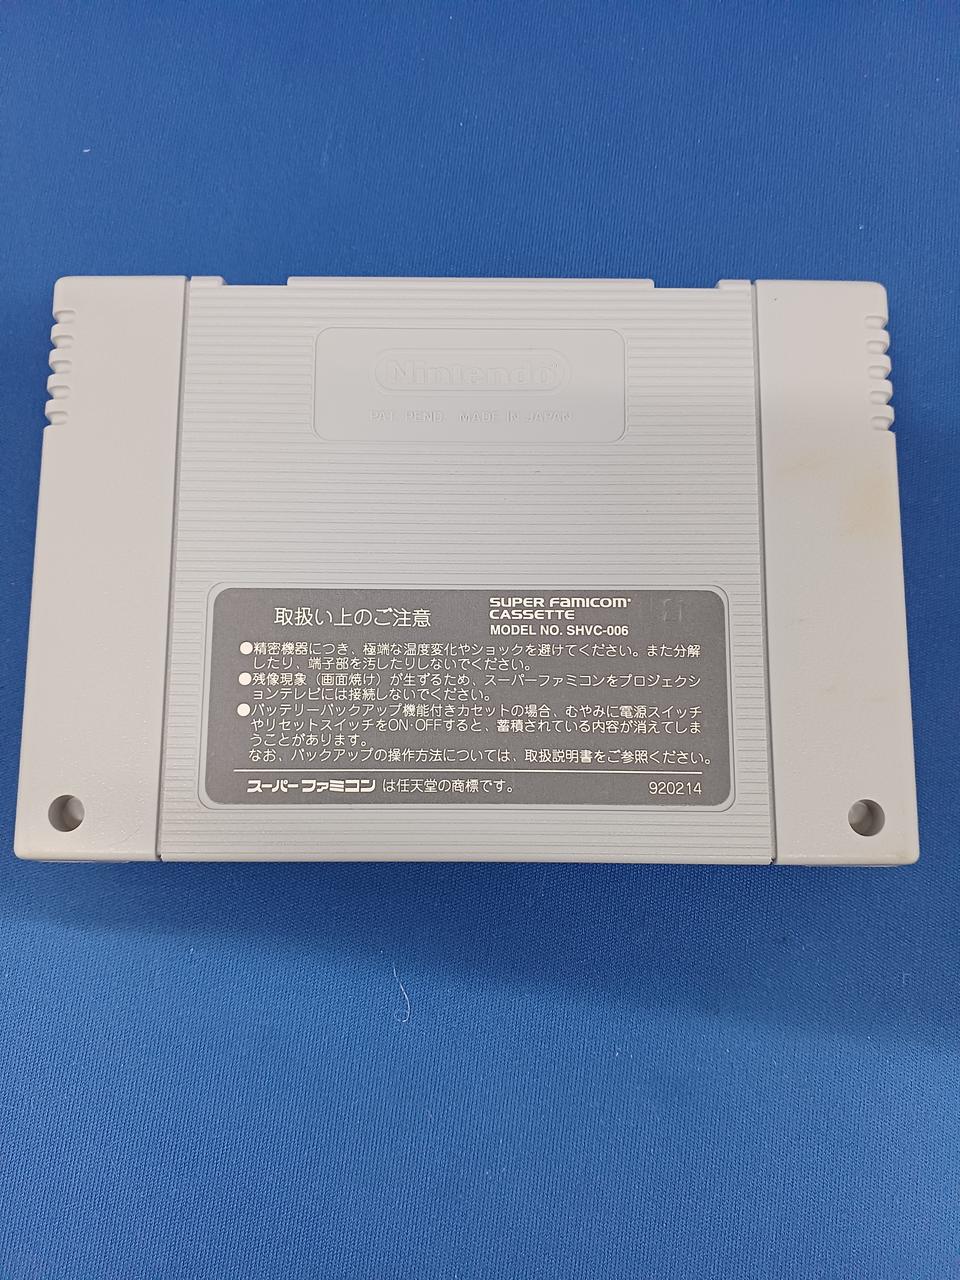 Nintendo®
PAT. PEND. MADE IN JAPAN
取扱い上のご注意
SUPER FAMICOM®
CASSETTE
MODEL NO. SHVC-006
●精密機器につき、極端な温度変化やショックを避けてください。また分解
したり、端子部を汚したりしないでください。
●残像現象（画面焼け）が生ずるため、スーパーファミコンをプロジェクシ
ョンテレビには接続しないでください。
●バッテリーバックアップ機能付きカセットの場合、むやみに電源スイッチ
やリセットスイッチをON・OFFすると、蓄積されている内容が消えてしま
うことがあります。
なお、バックアップの操作方法については、取扱説明書をご参照ください。
スーパーファミコン は任天堂の商標です。
920214